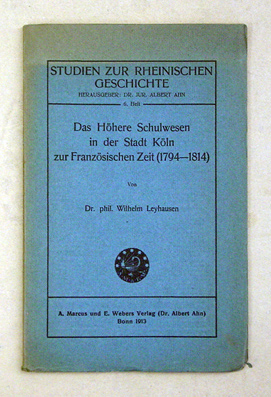 STUDIEN ZUR RHEINISCHEN
GESCHICHTE
HERAUSGEBER: DR. JUR. ALBERT AHN
6. Heft
Das Höhere Schulwesen
in der Stadt Köln
zur Französischen Zeit (1794—1814)
Von
Dr. phil. Wilhelm Leyhausen
A. Marcus und E. Webers Verlag (Dr. Albert Ahn)
Bonn 1913